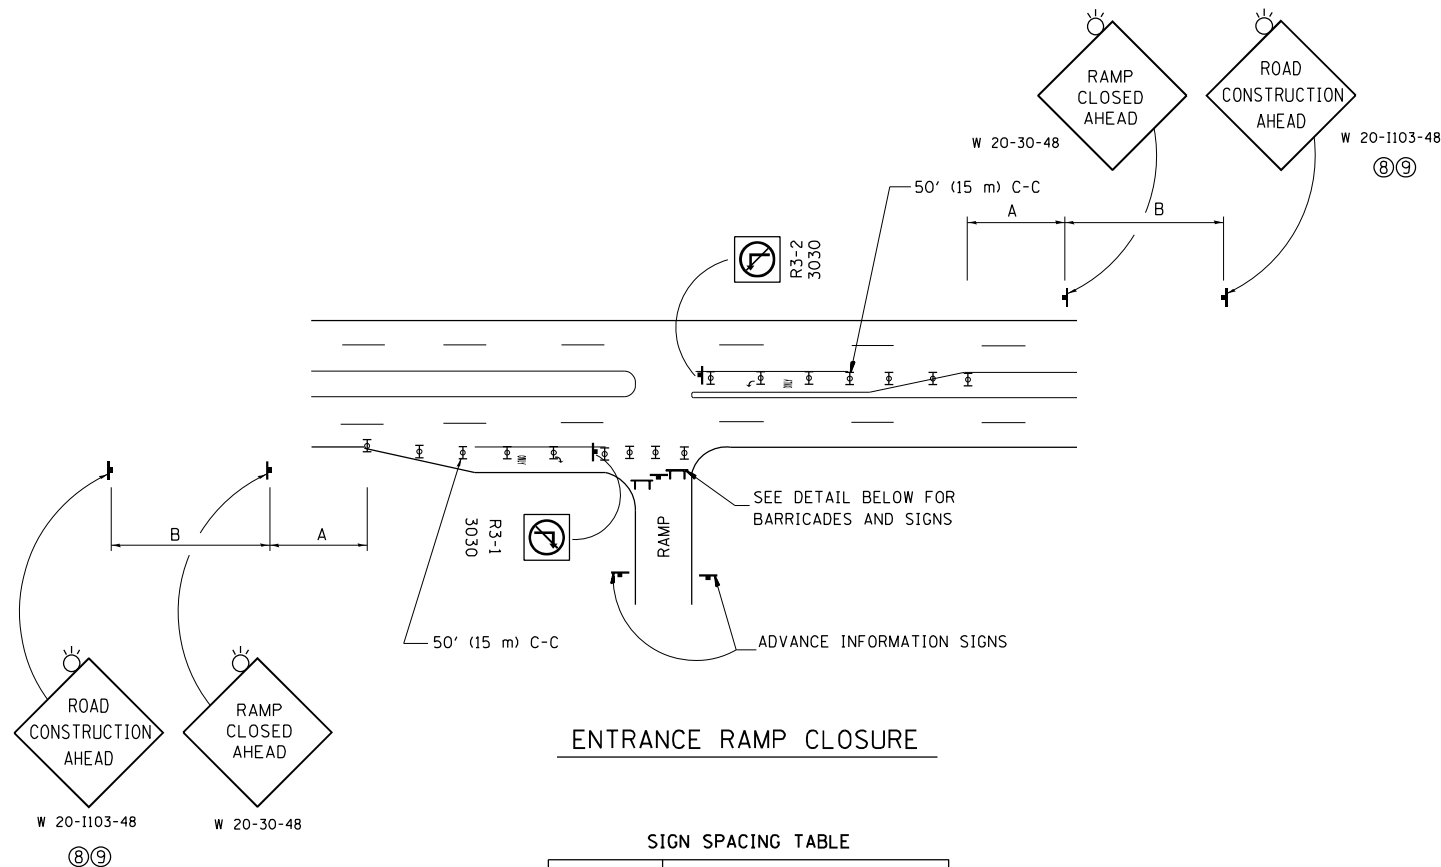 RAMP
CLOSED
AHEAD
W 20-30-48
ROAD
CONSTRUCTION
AHEAD
W 20-I103-48
⑧⑨
50' (15 m) C-C
A
B
R3-2
3030
ONLY
ONLY
B
A
R3-1
3030
RAMP
SEE DETAIL BELOW FOR
BARRICADES AND SIGNS
50' (15 m) C-C
ADVANCE INFORMATION SIGNS
ROAD
CONSTRUCTION
AHEAD
W 20-I103-48
⑧⑨
RAMP
CLOSED
AHEAD
W 20-30-48
ENTRANCE RAMP CLOSURE
SIGN SPACING TABLE